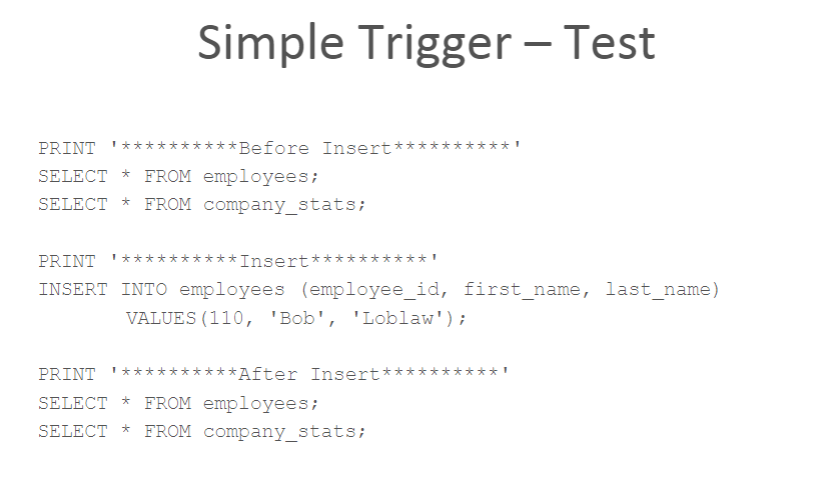 Simple Trigger – Test
PRINT '**********Before Insert**********'
SELECT * FROM employees;
SELECT * FROM company_stats;
PRINT '**********Insert**********'
INSERT INTO employees (employee_id, first_name, last_name)
VALUES(110, 'Bob', 'Loblaw');
PRINT '**********After Insert**********'
SELECT * FROM employees;
SELECT * FROM company_stats;